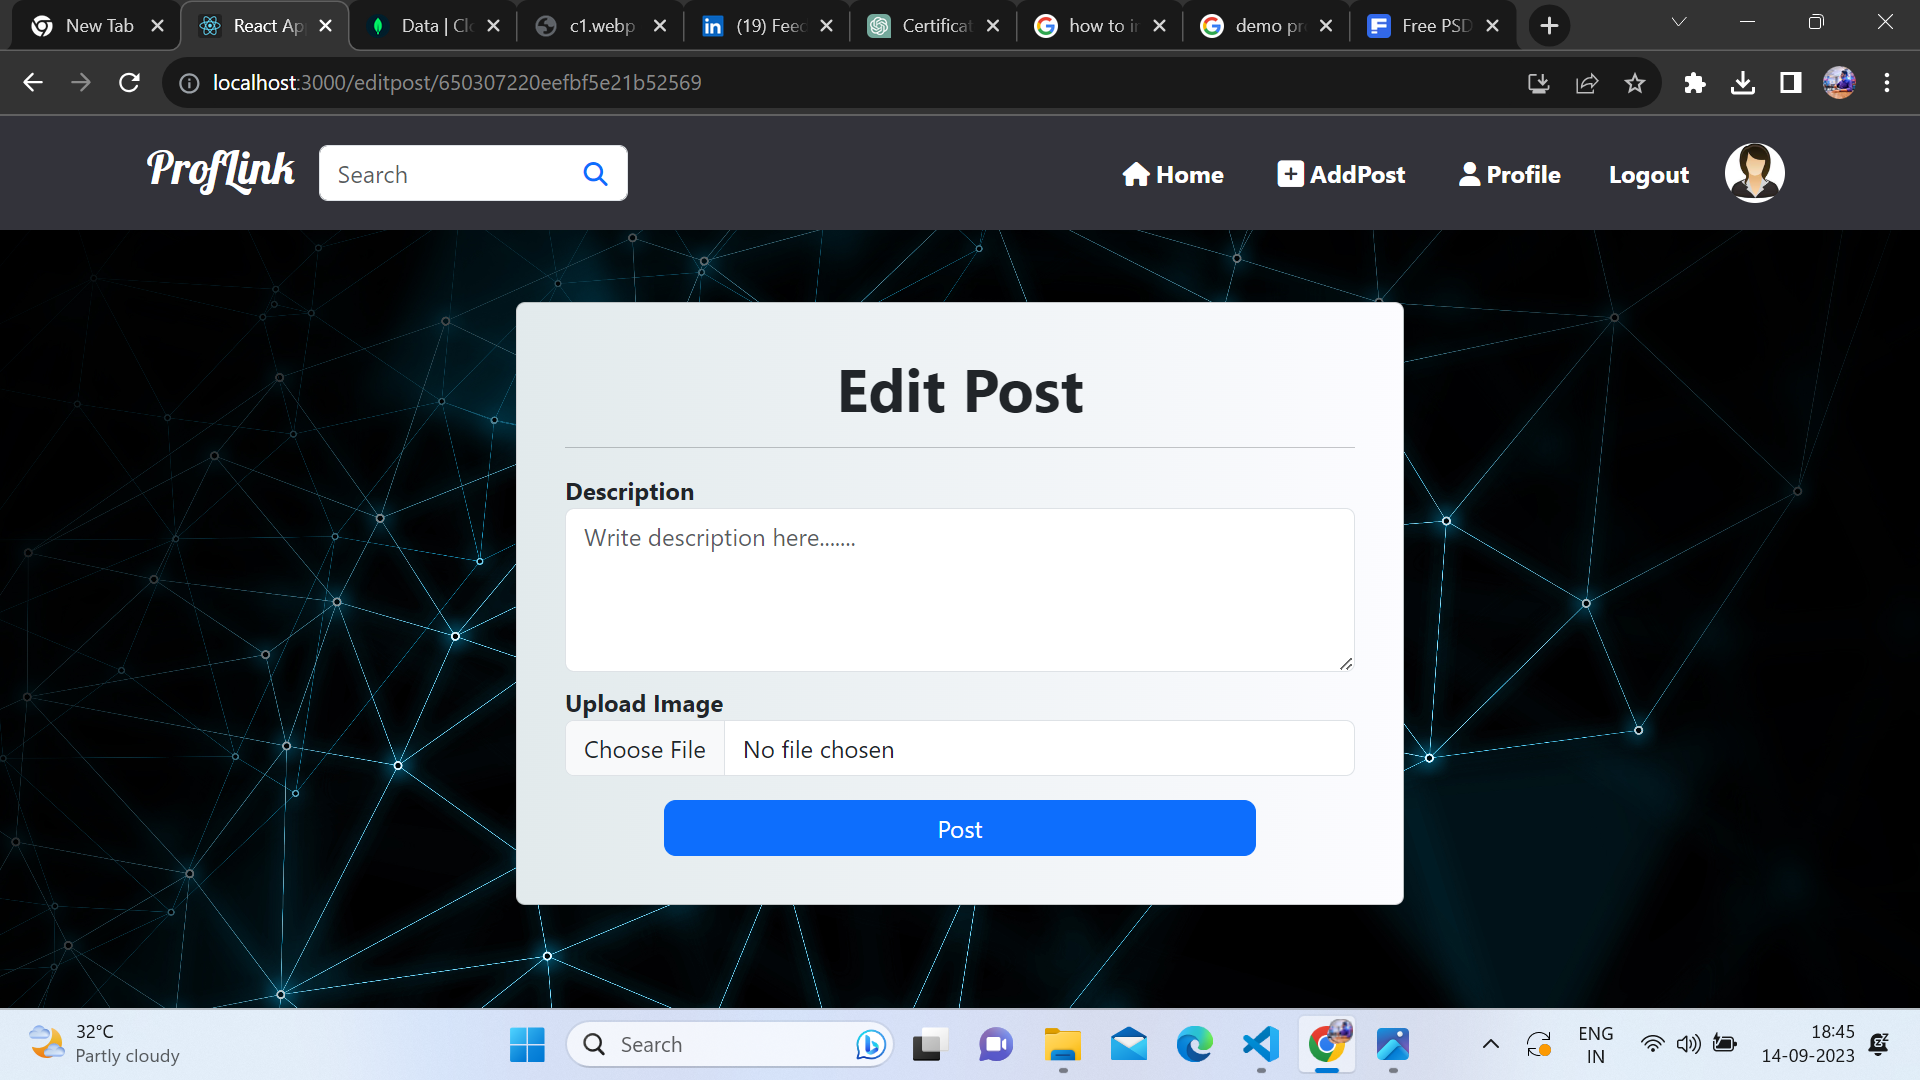 New Tab
React Ap
Data | Cl
c1.webp
(19) Feed
Certificat
how to in
demo pr
Free PSD
localhost:3000/editpost/650307220eefbf5e21b52569
ProfLink
Search
Home
AddPost
Profile
Logout
Edit Post
Description
Write description here.......
Upload Image
Choose File
No file chosen
Post
32°C
Partly cloudy
Search
ENG
IN
18:45
14-09-2023